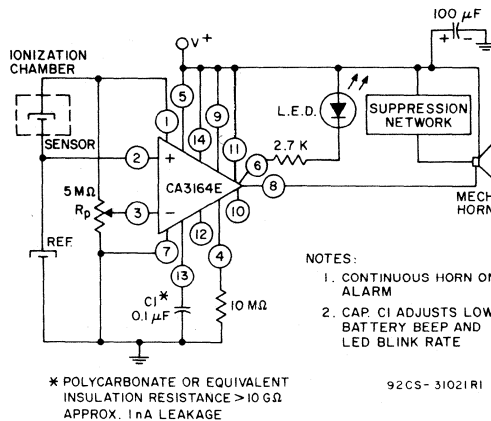 100 µF
+ -
V+
IONIZATION
CHAMBER
5
L.E.D.
SUPPRESSION
NETWORK
9
SENSOR
1
14
11
2.7 K
2
+
6
CA3164E
8
5MΩ
Rp
3
-
10
MECH
HORN
12
REF.
7
4
13
C1*
0.1 µF
10 MΩ
NOTES:
1. CONTINUOUS HORN ON
ALARM
2. CAP. C1 ADJUSTS LOW
BATTERY BEEP AND
LED BLINK RATE
* POLYCARBONATE OR EQUIVALENT
INSULATION RESISTANCE > 10 GΩ
APPROX. 1 nA LEAKAGE
92CS-31021R1